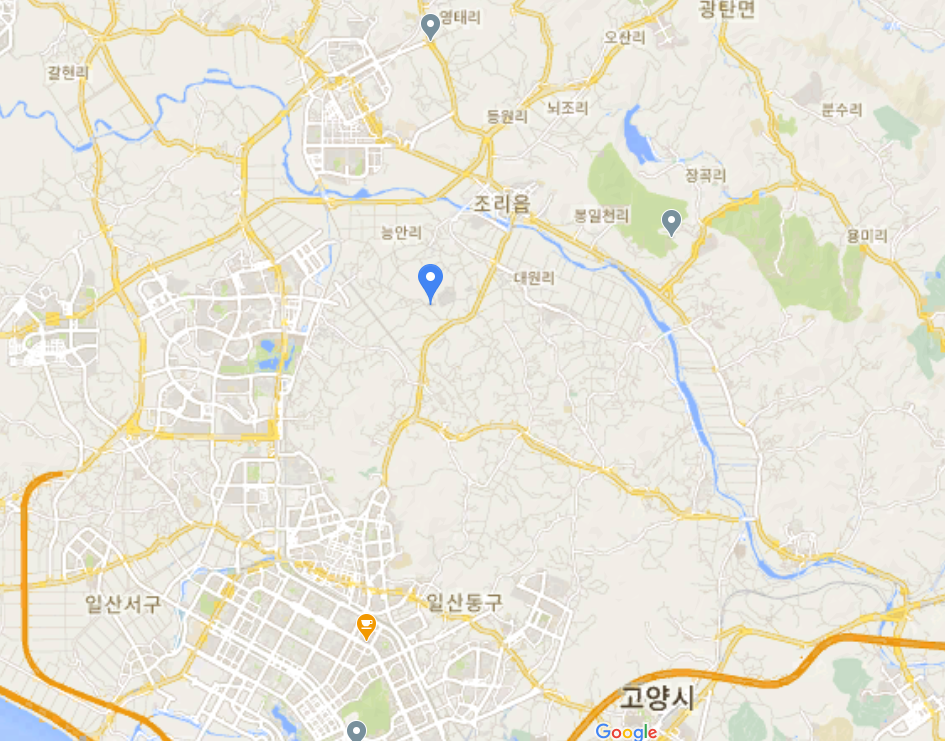 광탄면
영태리
오산리
갈현리
뇌조리
등원리
분수리
장곡리
조리읍
봉일천리
능안리
용미리
대원리
일산서구
일산동구
고양시
Google